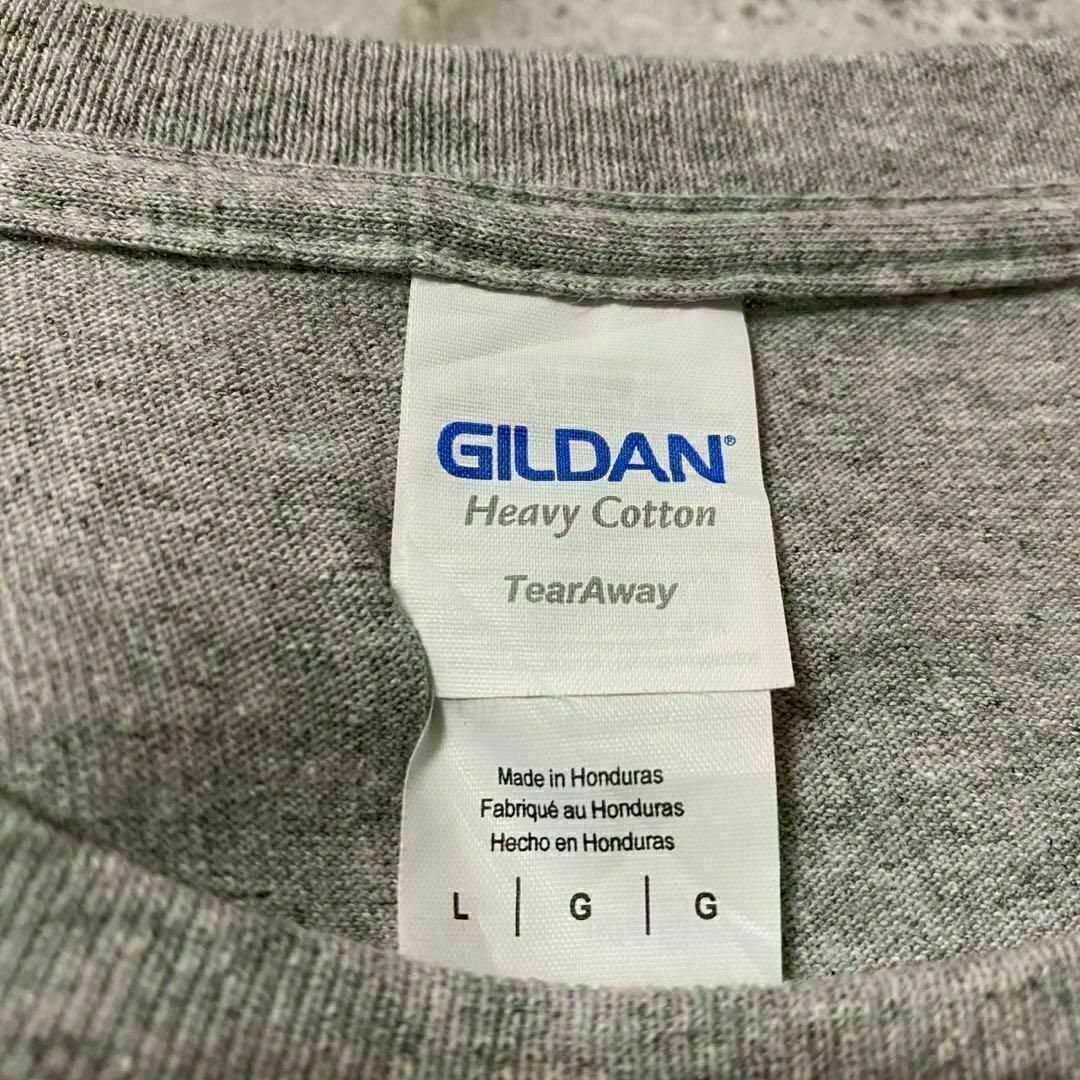 GILDAN®
Heavy Cotton
TearAway
Made in Honduras
Fabriqué au Honduras
Hecho en Honduras
L | G | G